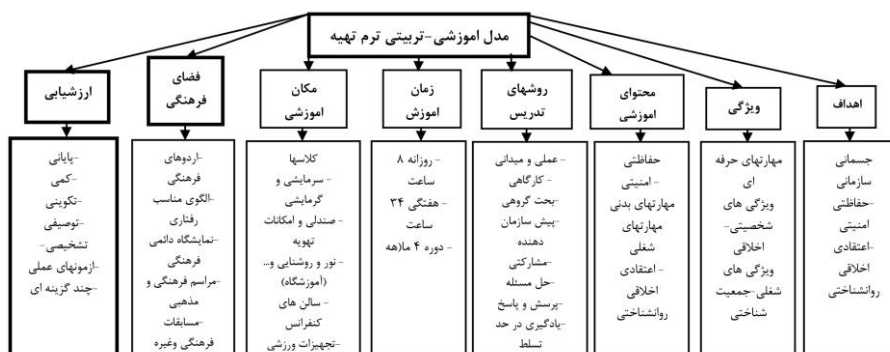 مدل اموزشی-تربیتی ترم تهیه
اهداف
جسمانی
سازمانی
-حفاظتی
امنیتی
-اعتقادی
اخلاقی
روانشناختی
ویژگی
مهارتهای حرفه
ای
ویژگی های
شخصیتی-
اخلاقی
ویژگی های
شغلی-جمعیت
شناختی
محتوای
اموزشی
حفاظتی
- امنیتی
مهارتهای بدنی
مهارتهای
شغلی
- اعتقادی
اخلاقی
روانشناختی
روشهای
تدریس
- عملی و میدانی
- کارگاهی
-بحث گروهی
-پیش سازمان
دهنده
-مشارکتی
-حل مسئله
-پرسش و پاسخ
-یادگیری در حد
تسلط
زمان
اموزش
- روزانه ۸
ساعت
- هفتگی ۳۴
ساعت
- دوره ۴ ما(هه
مکان
اموزشی
کلاسها
- سرمایشی و
گرمایشی
- صندلی و امکانات
تهویه
- نور و روشنایی و...
(آموزشگاه)
- سالن های
کنفرانس
-تجهیزات ورزشی
فضای
فرهنگی
-اردوهای
فرهنگی
-الگوی مناسب
رفتاری
-نمایشگاه دائمی
فرهنگی
-مراسم فرهنگی و
مذهبی
-مسابقات
فرهنگی وغیره
ارزشیابی
-پایانی
-کمی
-تکوینی
-توصیفی
تشخیصی-
-ازمونهای عملی
-چند گزینه ای